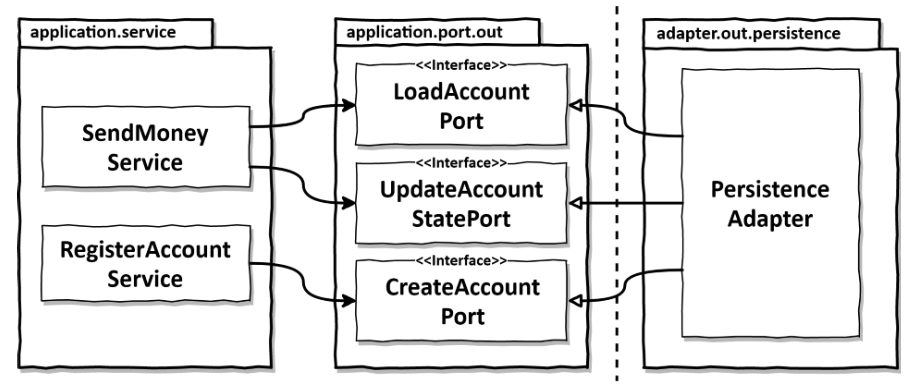 application.service
SendMoney
Service
RegisterAccount
Service
application.port.out
<<Interface>>
LoadAccount
Port
<<Interface>>
UpdateAccount
StatePort
<<Interface>>
CreateAccount
Port
adapter.out.persistence
Persistence
Adapter